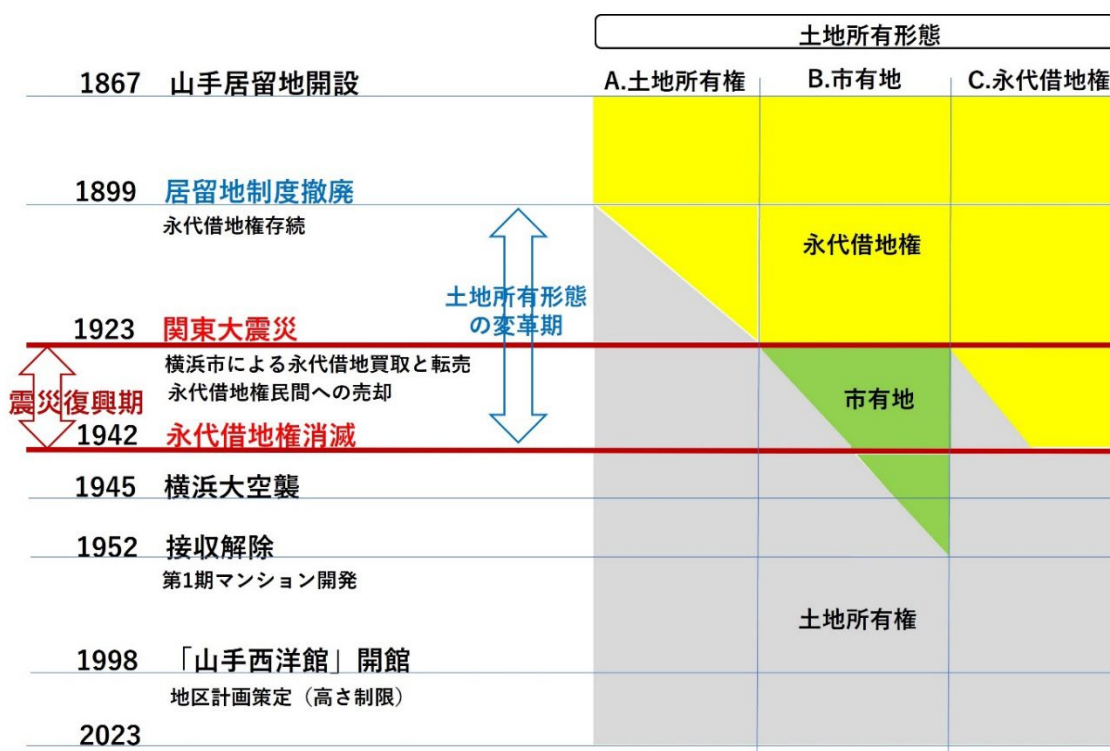 土地所有形態
1867 山手居留地開設
A.土地所有権 B.市有地 C.永代借地権
1899 居留地制度撤廃
永代借地権存続
永代借地権
土地所有形態
の変革期
1923 関東大震災
横浜市による永代借地買取と転売
永代借地権民間への売却
震災復興期
市有地
1942 永代借地権消滅
1945 横浜大空襲
1952 接収解除
第1期マンション開発
土地所有権
1998 「山手西洋館」開館
地区計画策定（高さ制限）
2023